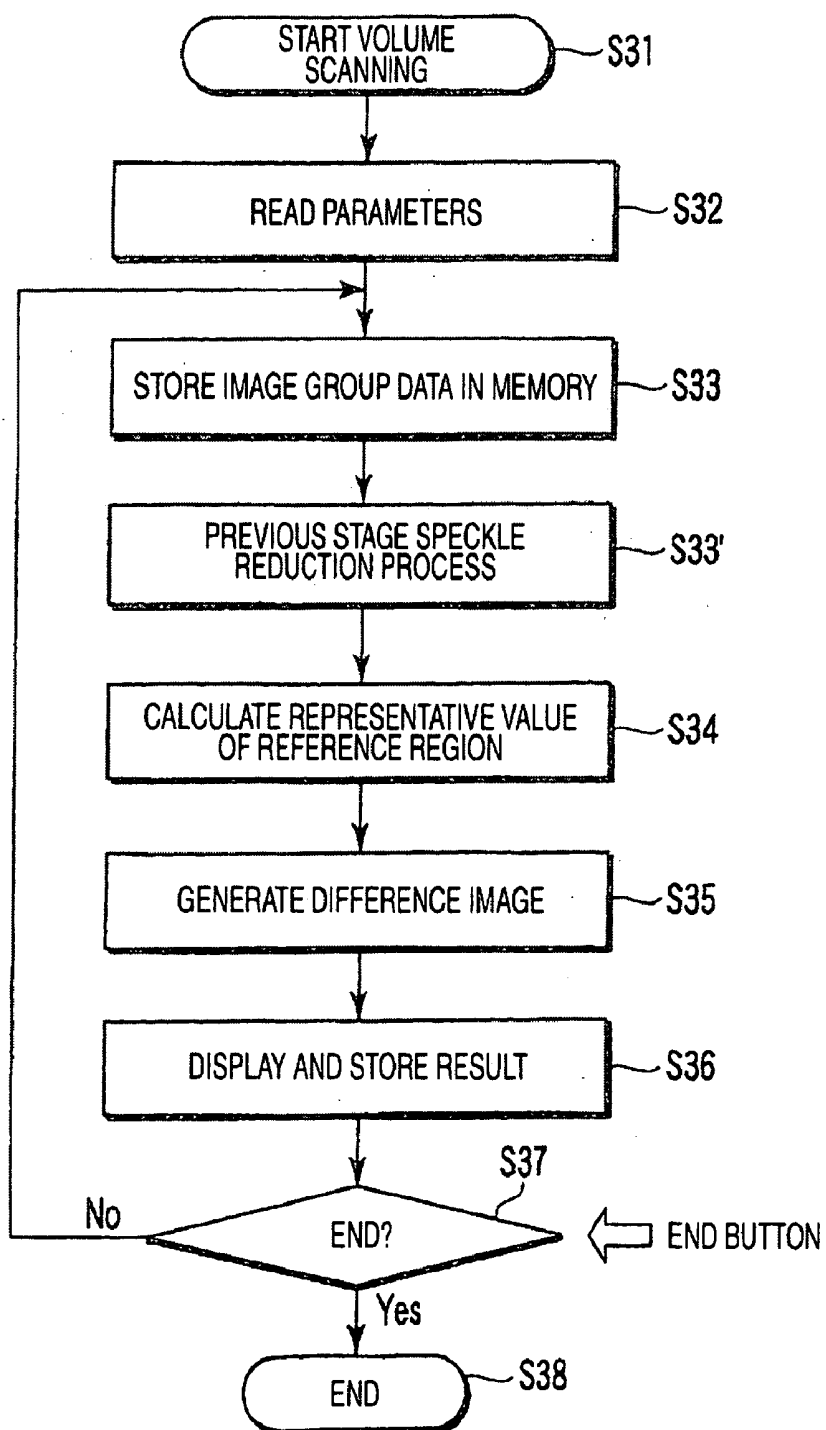 START VOLUME
SCANNING
S31
READ PARAMETERS
S32
STORE IMAGE GROUP DATA IN MEMORY
S33
PREVIOUS STAGE SPECKLE
REDUCTION PROCESS
S33'
CALCULATE REPRESENTATIVE VALUE
OF REFERENCE REGION
S34
GENERATE DIFFERENCE IMAGE
S35
DISPLAY AND STORE RESULT
S36
S37
No
END?
END BUTTON
Yes
END
S38